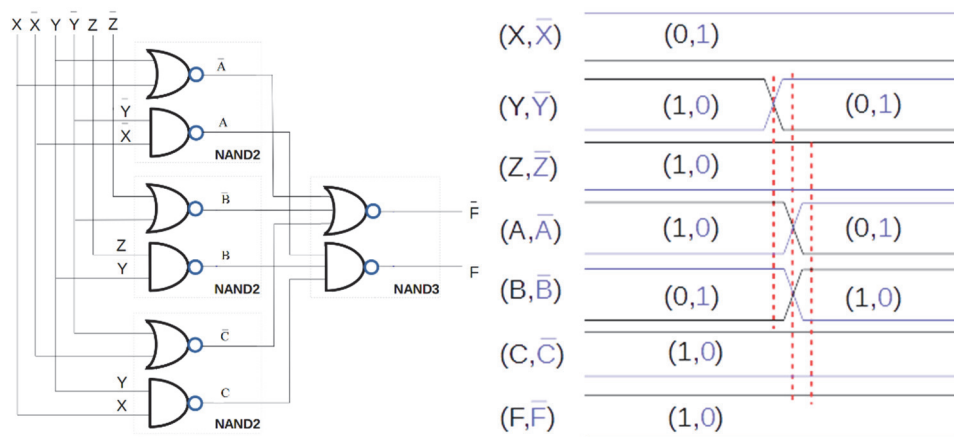 X X̅ Y Y̅ Z Z̅
A̅
Y̅
A
X̅
NAND2
B̅
F̅
Z
B
F
Y
NAND2
NAND3
C̅
Y
C
X
NAND2
(X,X̅) (0,1)
(Y,Y̅) (1,0) (0,1)
(Z,Z̅) (1,0)
(A,A̅) (1,0) (0,1)
(B,B̅) (0,1) (1,0)
(C,C̅) (1,0)
(F,F̅) (1,0)